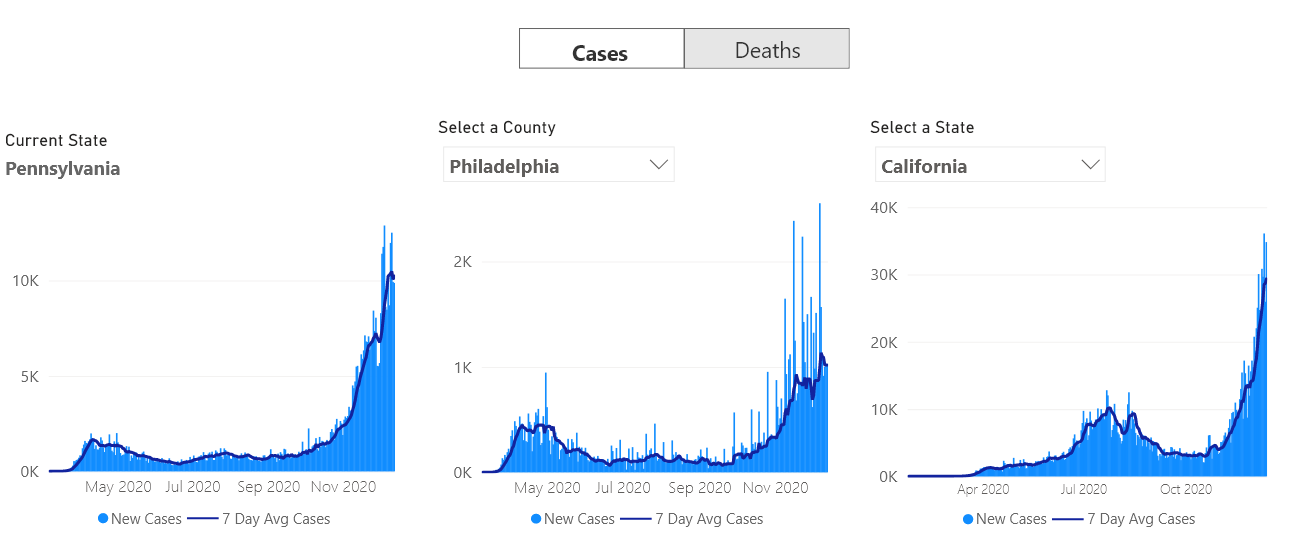 Cases Deaths
Current State
Pennsylvania
10K
5K
0K
May 2020 Jul 2020 Sep 2020 Nov 2020
New Cases 7 Day Avg Cases
Select a County
Philadelphia
2K
1K
0K
May 2020 Jul 2020 Sep 2020 Nov 2020
New Cases 7 Day Avg Cases
Select a State
California
40K
30K
20K
10K
0K
Apr 2020 Jul 2020 Oct 2020
New Cases 7 Day Avg Cases